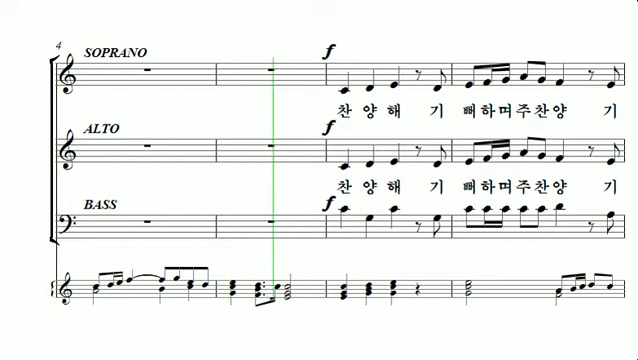 4
SOPRANO
f
찬 양 해 기 뻐하며주찬양 기
ALTO
f
찬 양 해 기 뻐하며주찬양 기
BASS
f